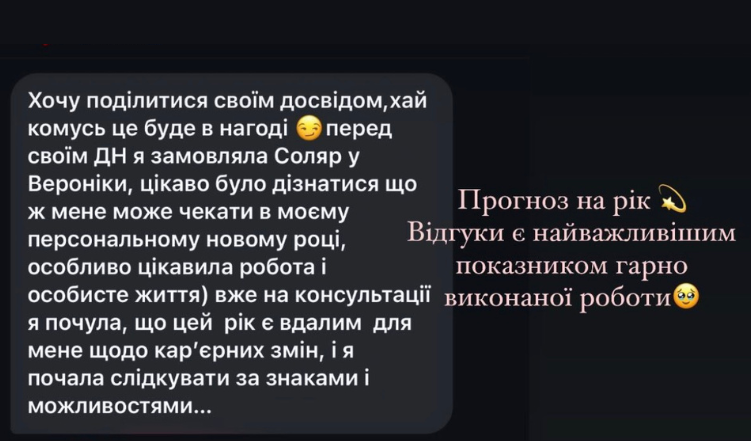 Хочу поділитися своїм досвідом,хай
комусь це буде в нагоді 😏перед
своїм ДН я замовляла Соляр у
Вероніки, цікаво було дізнатися що
ж мене може чекати в моєму
персональному новому році,
особливо цікавила робота і
особисте життя) вже на консультації
я почула, що цей  рік є вдалим  для
мене щодо карʼєрних змін, і я
почала слідкувати за знаками і
можливостями...
Прогноз на рік 💫
Відгуки є найважливішим
показником гарно
виконаної роботи🥹